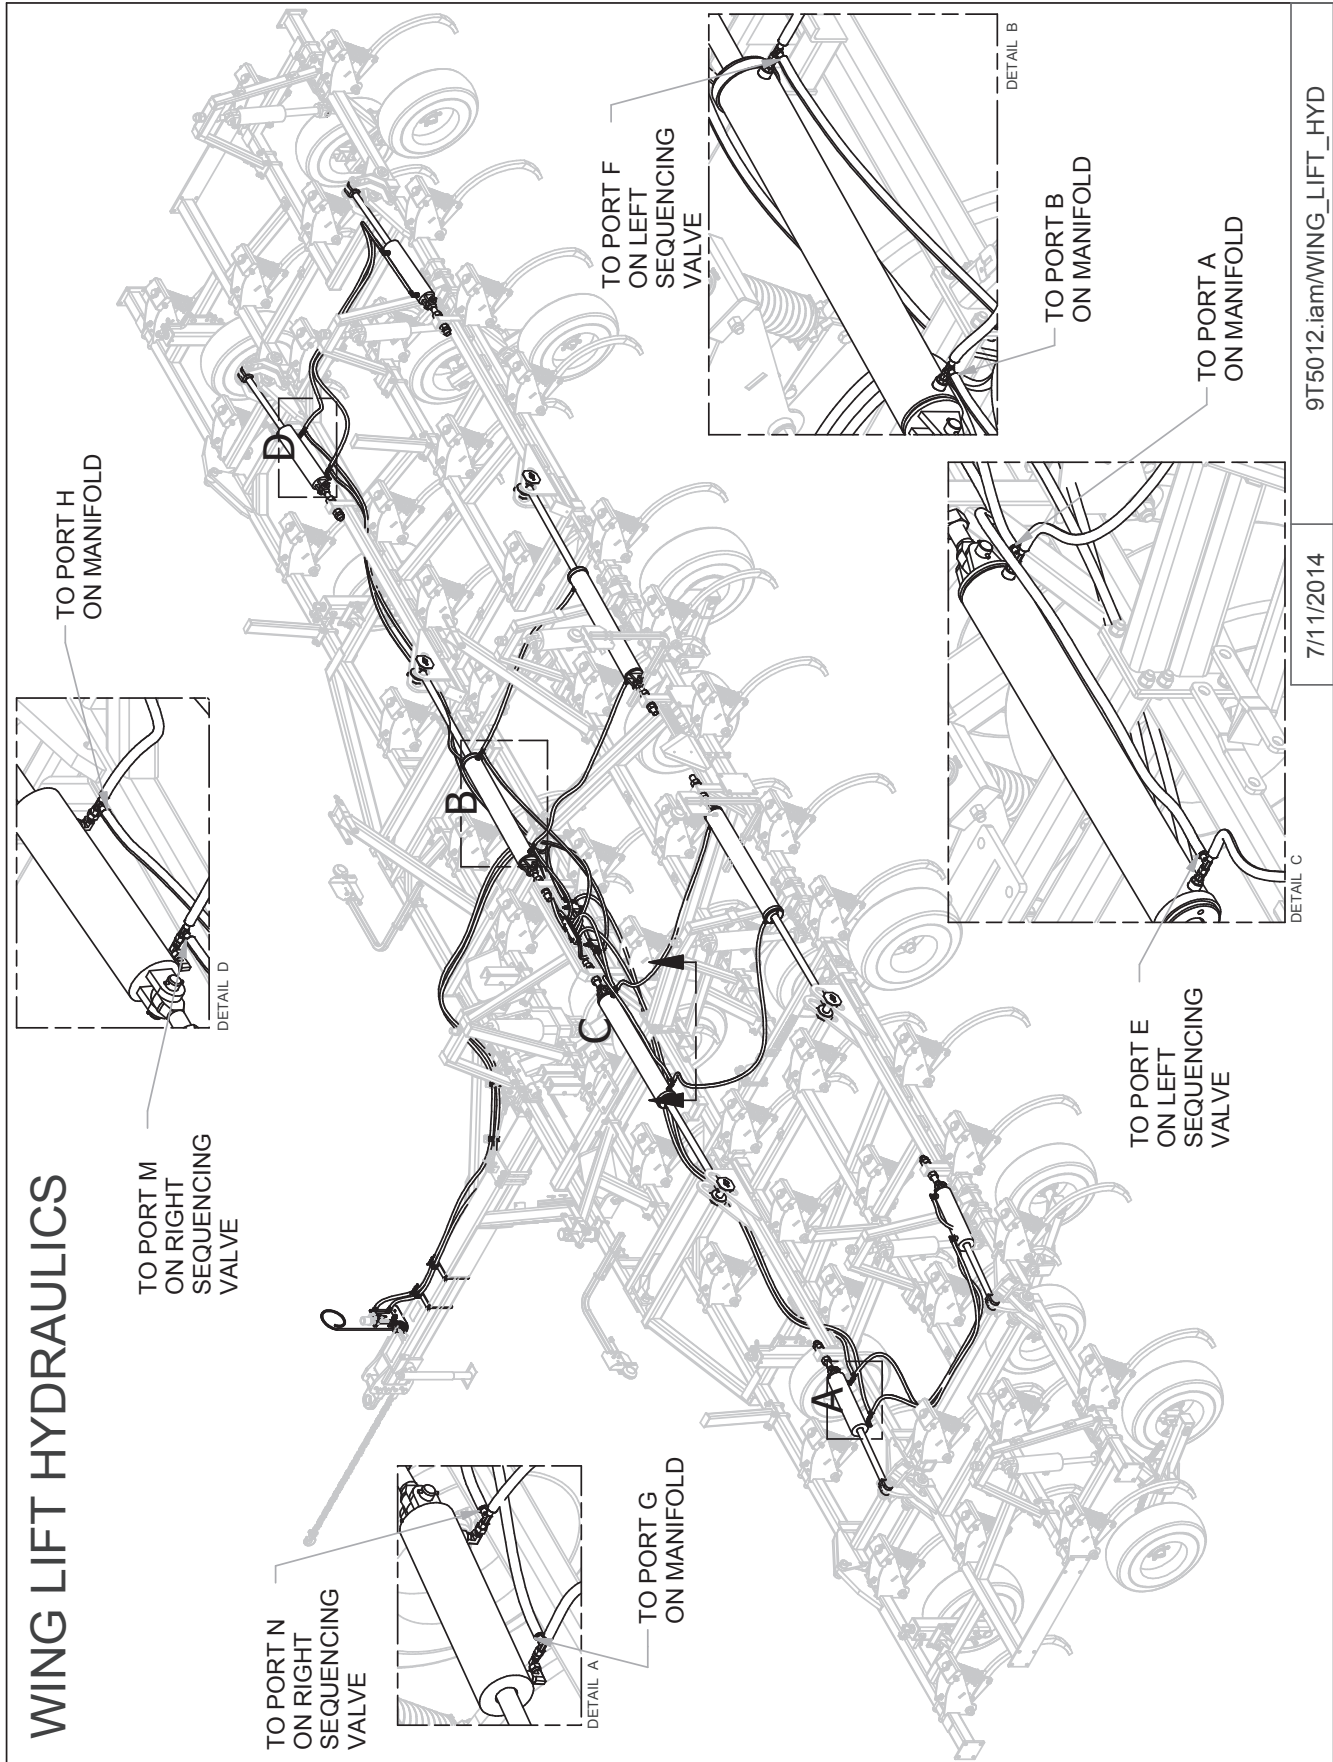 WING LIFT HYDRAULICS
TO PORT N
ON RIGHT
SEQUENCING
VALVE
TO PORT G
ON MANIFOLD
DETAIL A
TO PORT M
ON RIGHT
SEQUENCING
VALVE
TO PORT H
ON MANIFOLD
DETAIL D
A
B
C
D
TO PORT F
ON LEFT
SEQUENCING
VALVE
TO PORT B
ON MANIFOLD
DETAIL B
TO PORT E
ON LEFT
SEQUENCING
VALVE
TO PORT A
ON MANIFOLD
DETAIL C
7/11/2014
9T5012.iam/WING_LIFT_HYD